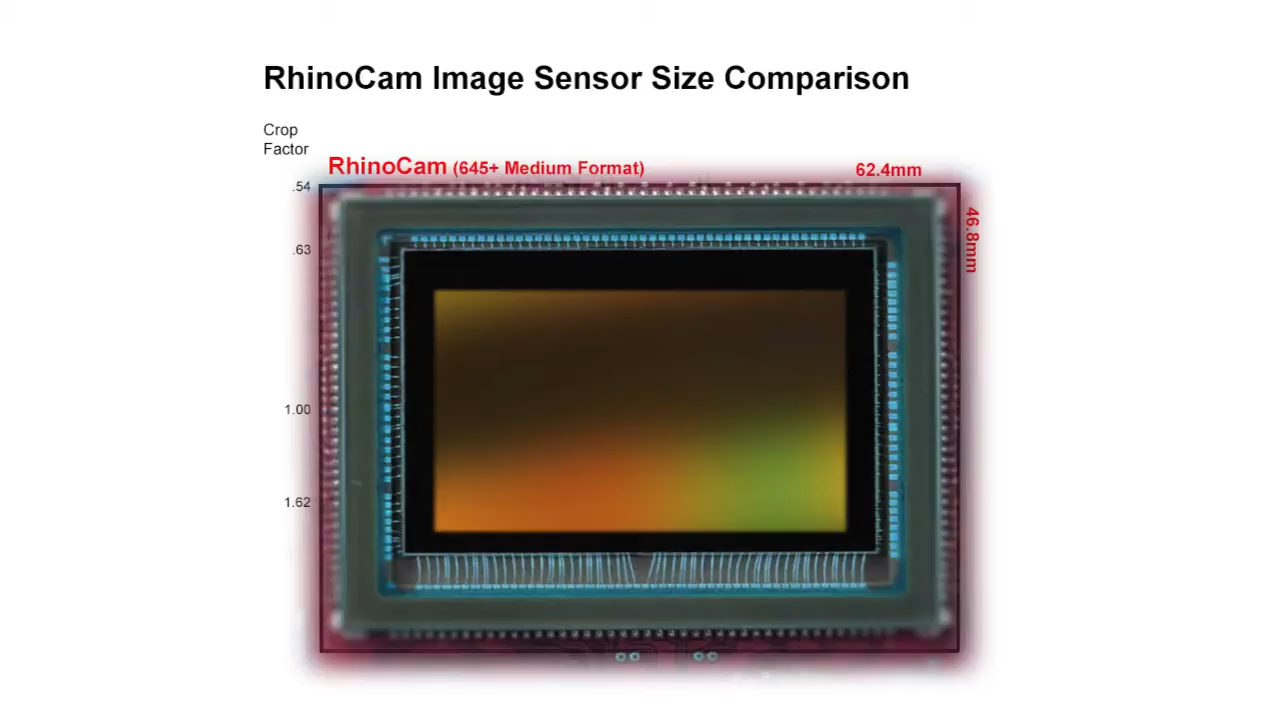 RhinoCam Image Sensor Size Comparison
Crop
Factor
RhinoCam (645+ Medium Format)
62.4mm
.54
46.8mm
.63
1.00
1.62